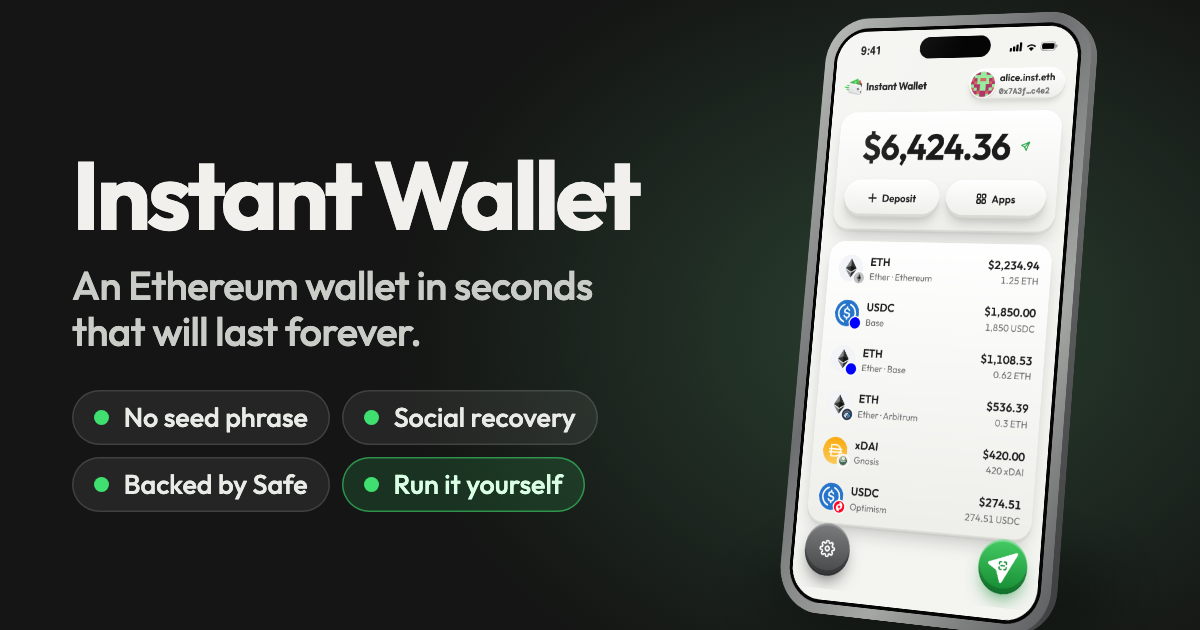 Instant Wallet
An Ethereum wallet in seconds
that will last forever.
No seed phrase
Social recovery
Backed by Safe
Run it yourself
9:41
Instant Wallet
alice.inst.eth
0x7A3f…c4e2
$6,424.36
+ Deposit
Apps
ETH
$2,234.94
Ether · Ethereum
1.25 ETH
USDC
$1,850.00
Base
1,850 USDC
ETH
$1,108.53
Ether · Base
0.62 ETH
ETH
$536.39
Ether · Arbitrum
0.3 ETH
xDAI
$420.00
Gnosis
420 xDAI
USDC
$274.51
Optimism
274.51 USDC